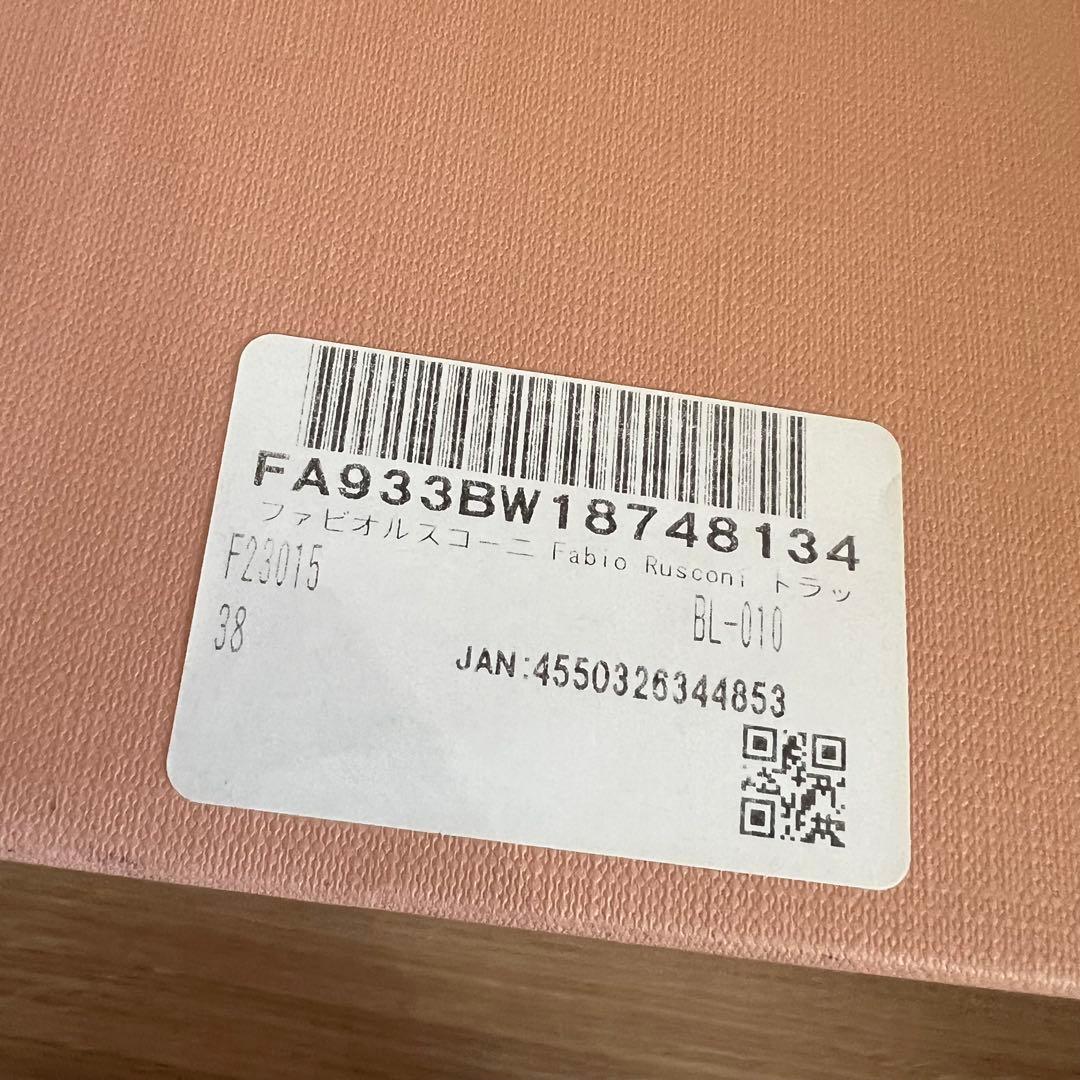 FA933BW18748134
ファビオルスコーニ Fabio Rusconi トラッ
F23015
BL-010
38
JAN:4550326344853